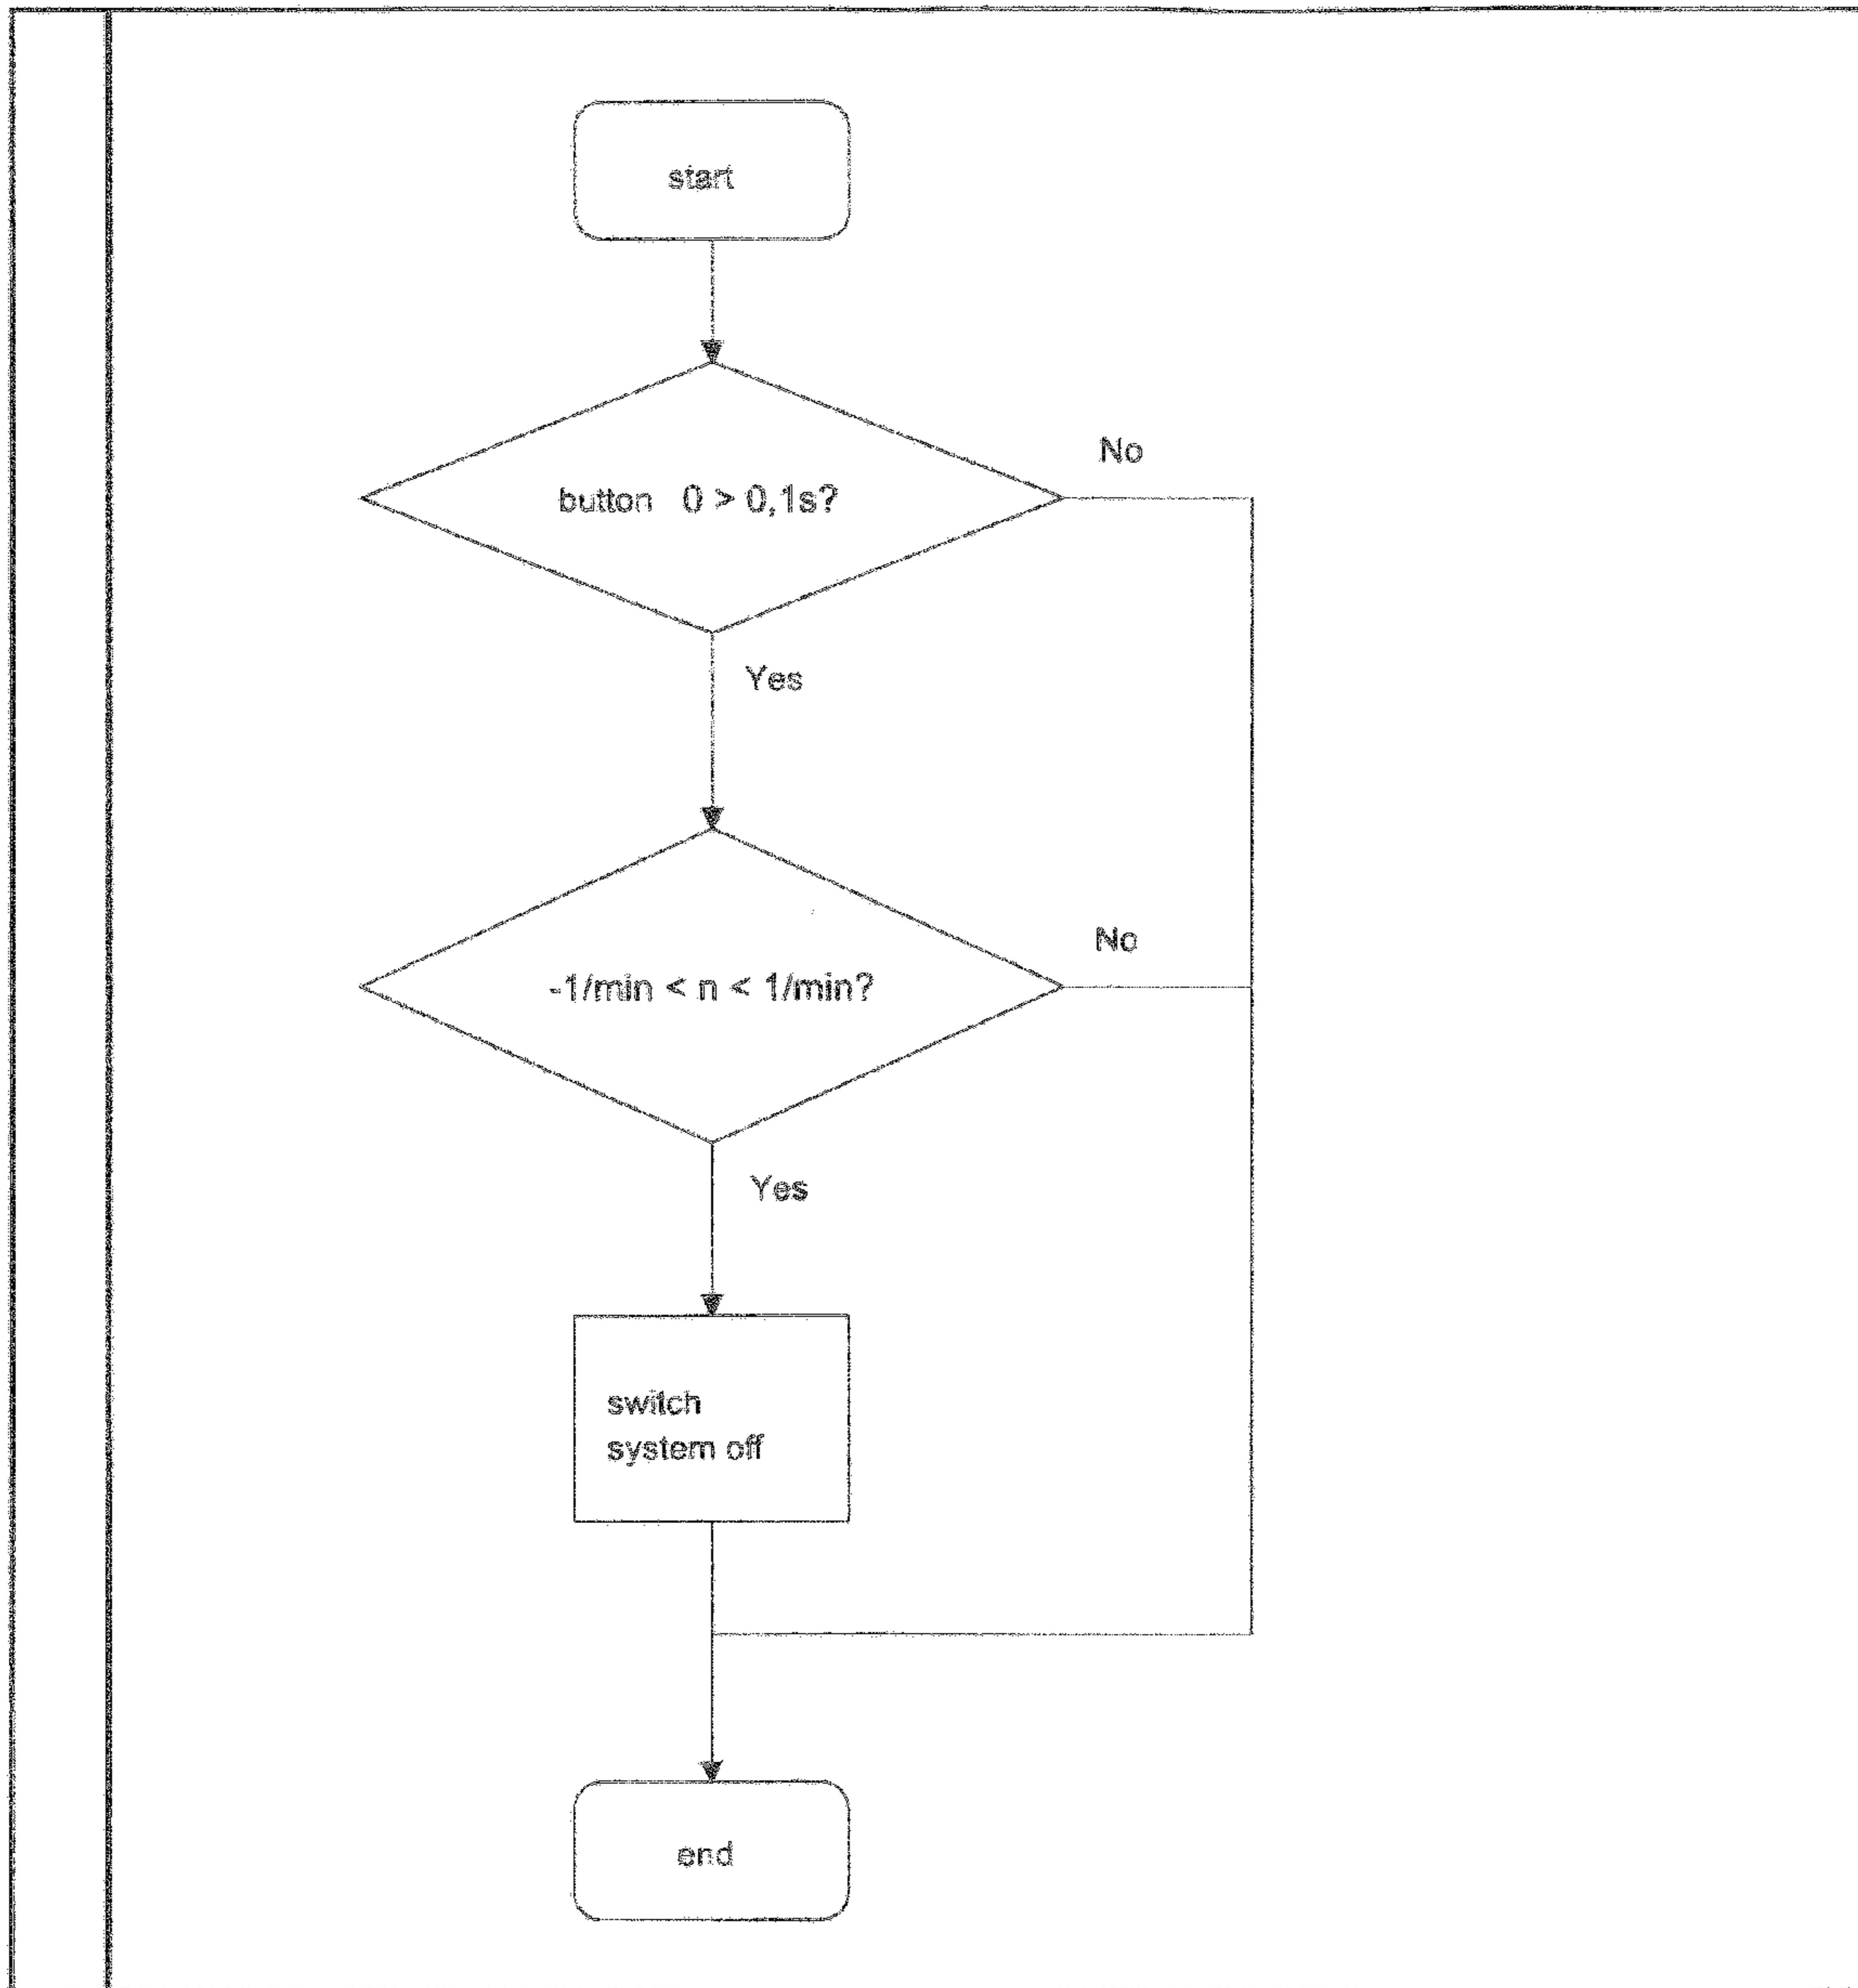 start
button 0 > 0,1s?
No
Yes
-1/min < n < 1/min?
No
Yes
switch
system off
end